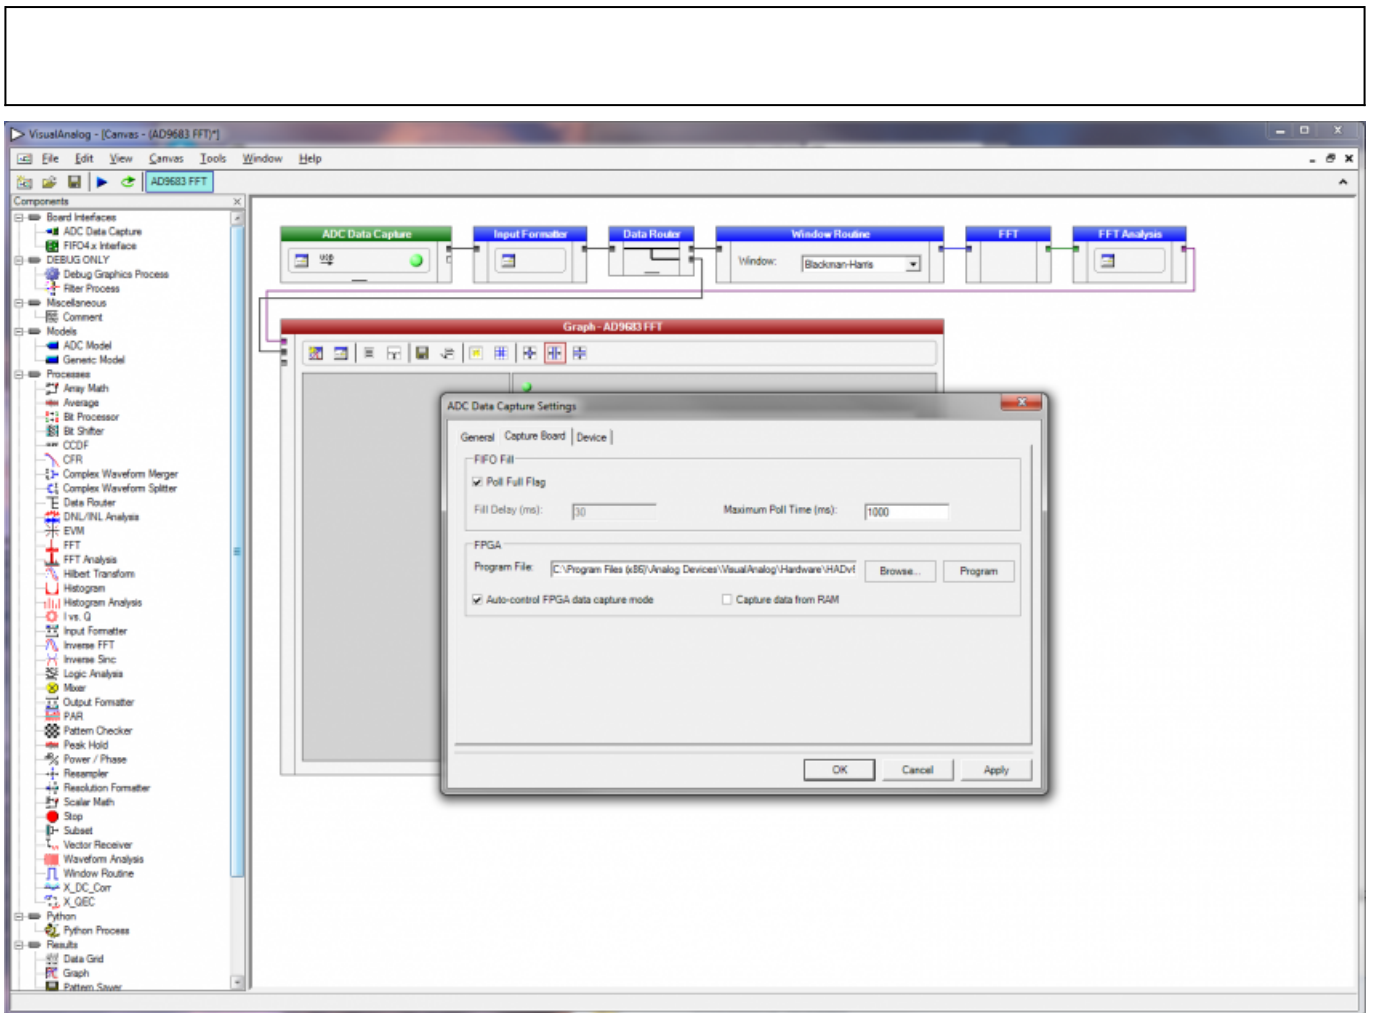 VisualAnalog - [Canvas - (AD9683 FFT)*]
File Edit View Canvas Tools Window Help
AD9683 FFT
Components
Board Interfaces
ADC Data Capture
FIFO4.x Interface
DEBUG ONLY
Debug Graphics Process
Filter Process
Miscellaneous
Comment
Models
ADC Model
Generic Model
Processes
Array Math
Average
Bit Processor
Bit Shifter
CCDF
CFR
Complex Waveform Merger
Complex Waveform Splitter
Data Router
DNL/INL Analysis
EVM
FFT
FFT Analysis
Hilbert Transform
Histogram
Histogram Analysis
I vs. Q
Input Formatter
Inverse FFT
Inverse Sinc
Logic Analysis
Mixer
Output Formatter
PAR
Pattern Checker
Peak Hold
Power / Phase
Resampler
Resolution Formatter
Scalar Math
Stop
Subset
Vector Receiver
Waveform Analysis
Window Routine
X_DC_Corr
X_QEC
Python
Python Process
Results
Data Grid
Graph
Pattern Saver
ADC Data Capture
USB
Input Formatter
Data Router
Window Routine
Window: Blackman-Harris
FFT
FFT Analysis
Graph - AD9683 FFT
ADC Data Capture Settings
General Capture Board Device
FIFO Fill
Poll Full Flag
Fill Delay (ms): 30 Maximum Poll Time (ms): 1000
FPGA
Program File: C:\Program Files (x86)\Analog Devices\VisualAnalog\Hardware\HADv6 Browse... Program
Auto-control FPGA data capture mode Capture data from RAM
OK Cancel Apply